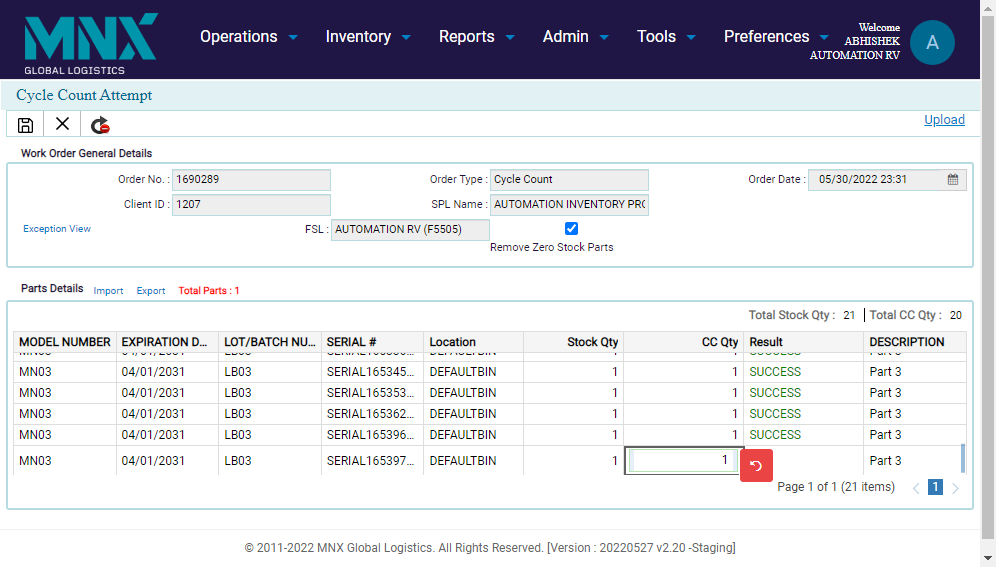 MNX
GLOBAL LOGISTICS
Operations Inventory Reports Admin Tools Preferences
Welcome
ABHISHEK
AUTOMATION RV
A
Cycle Count Attempt
Upload
Work Order General Details
Order No. : 1690289 Order Type : Cycle Count Order Date : 05/30/2022 23:31
Client ID : 1207 SPL Name : AUTOMATION INVENTORY PRO
Exception View FSL : AUTOMATION RV (F5505)
Remove Zero Stock Parts
Parts Details Import Export Total Parts : 1
Total Stock Qty : 21 Total CC Qty : 20
MODEL NUMBER EXPIRATION D... LOT/BATCH NU... SERIAL # Location Stock Qty CC Qty Result DESCRIPTION
MN03 04/01/2031 LB03 SERIAL165345... DEFAULTBIN 1 1 SUCCESS Part 3
MN03 04/01/2031 LB03 SERIAL165353... DEFAULTBIN 1 1 SUCCESS Part 3
MN03 04/01/2031 LB03 SERIAL165362... DEFAULTBIN 1 1 SUCCESS Part 3
MN03 04/01/2031 LB03 SERIAL165396... DEFAULTBIN 1 1 SUCCESS Part 3
MN03 04/01/2031 LB03 SERIAL165397... DEFAULTBIN 1 1 Part 3
Page 1 of 1 (21 items) 1
© 2011-2022 MNX Global Logistics. All Rights Reserved. [Version : 20220527 v2.20 -Staging]